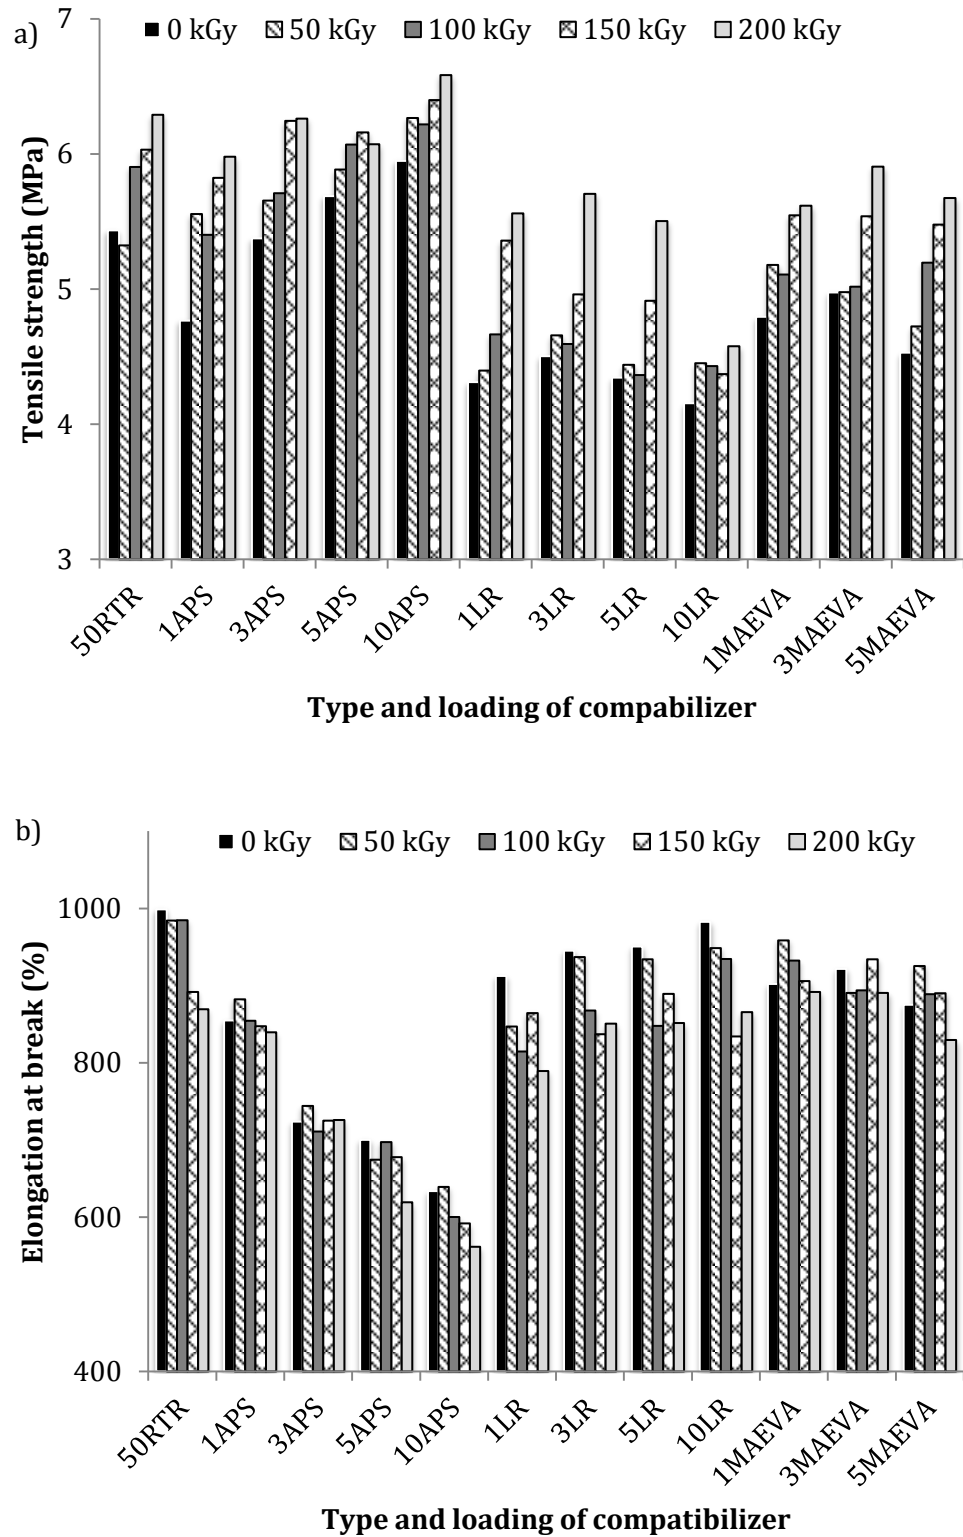 a)
0 kGy 50 kGy 100 kGy 150 kGy 200 kGy
7
6
5
4
3
Tensile strength (MPa)
50RTR 1APS 3APS 5APS 10APS 1LR 3LR 5LR 10LR 1MAEVA 3MAEVA 5MAEVA
Type and loading of compabilizer
b)
0 kGy 50 kGy 100 kGy 150 kGy 200 kGy
1000
800
600
400
Elongation at break (%)
50RTR 1APS 3APS 5APS 10APS 1LR 3LR 5LR 10LR 1MAEVA 3MAEVA 5MAEVA
Type and loading of compatibilizer